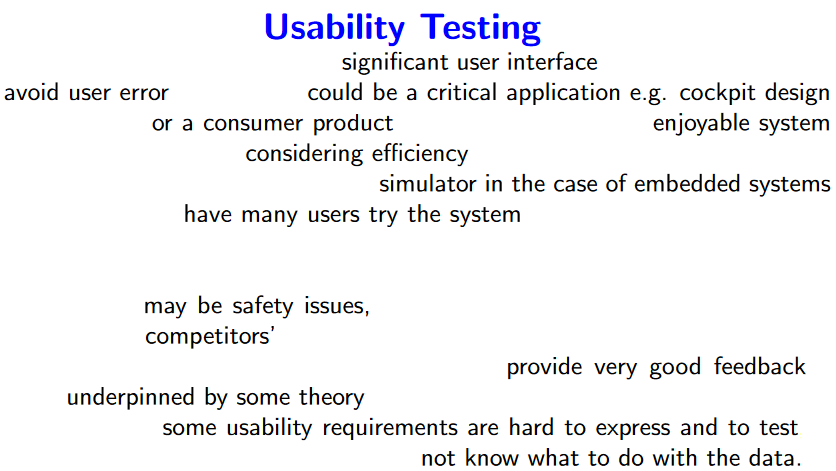 Usability Testing
significant user interface
avoid user error could be a critical application e.g. cockpit design
or a consumer product enjoyable system
considering efficiency
simulator in the case of embedded systems
have many users try the system
may be safety issues,
competitors'
provide very good feedback
underpinned by some theory
some usability requirements are hard to express and to test
not know what to do with the data.